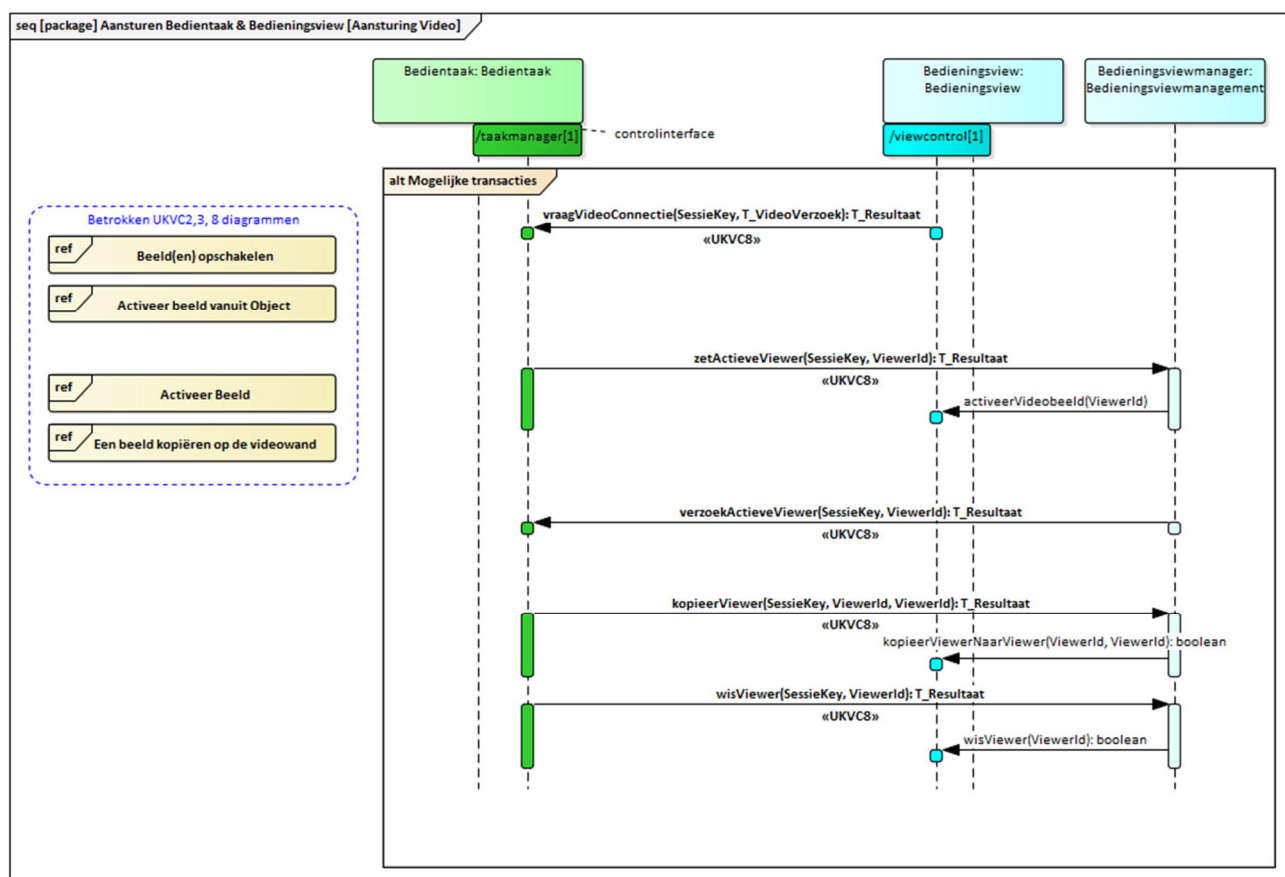 seq [package] Aansturen Bedientaak & Bedieningsview [Aansturing Video]
Bedientaak: Bedientaak
Bedieningsview:
Bedieningsview
Bedieningsviewmanager:
Bedieningsviewmanagement
/taakmanager[1]
controlinterface
/viewcontrol[1]
alt Mogelijke transacties
Betrokken UKVC2,3, 8 diagrammen
ref
Beeld(en) opschakelen
ref
Activeer beeld vanuit Object
ref
Activeer Beeld
ref
Een beeld kopiëren op de videowand
vraagVideoConnectie(SessieKey, T_VideoVerzoek): T_Resultaat
«UKVC8»
zetActieveViewer(SessieKey, ViewerId): T_Resultaat
«UKVC8»
activeerVideobeeld(ViewerId)
verzoekActieveViewer(SessieKey, ViewerId): T_Resultaat
«UKVC8»
kopieerViewer(SessieKey, ViewerId, ViewerId): T_Resultaat
«UKVC8»
kopieerViewerNaarViewer(ViewerId, ViewerId): boolean
wisViewer(SessieKey, ViewerId): T_Resultaat
«UKVC8»
wisViewer(ViewerId): boolean